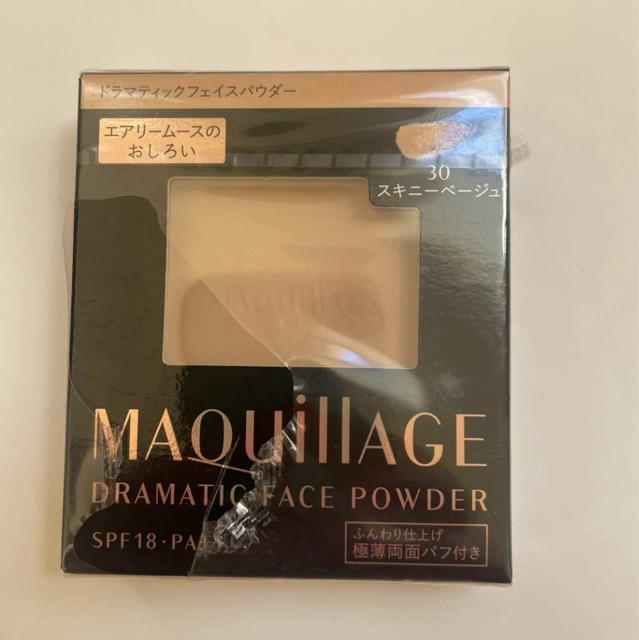 ドラマティックフェイスパウダー
エアリームースの
おしろい
30
スキニーベージュ
MAQuillAGE
MAQuillAGE
DRAMATIC FACE POWDER
SPF18・PA++
ふんわり仕上げ
極薄両面パフ付き